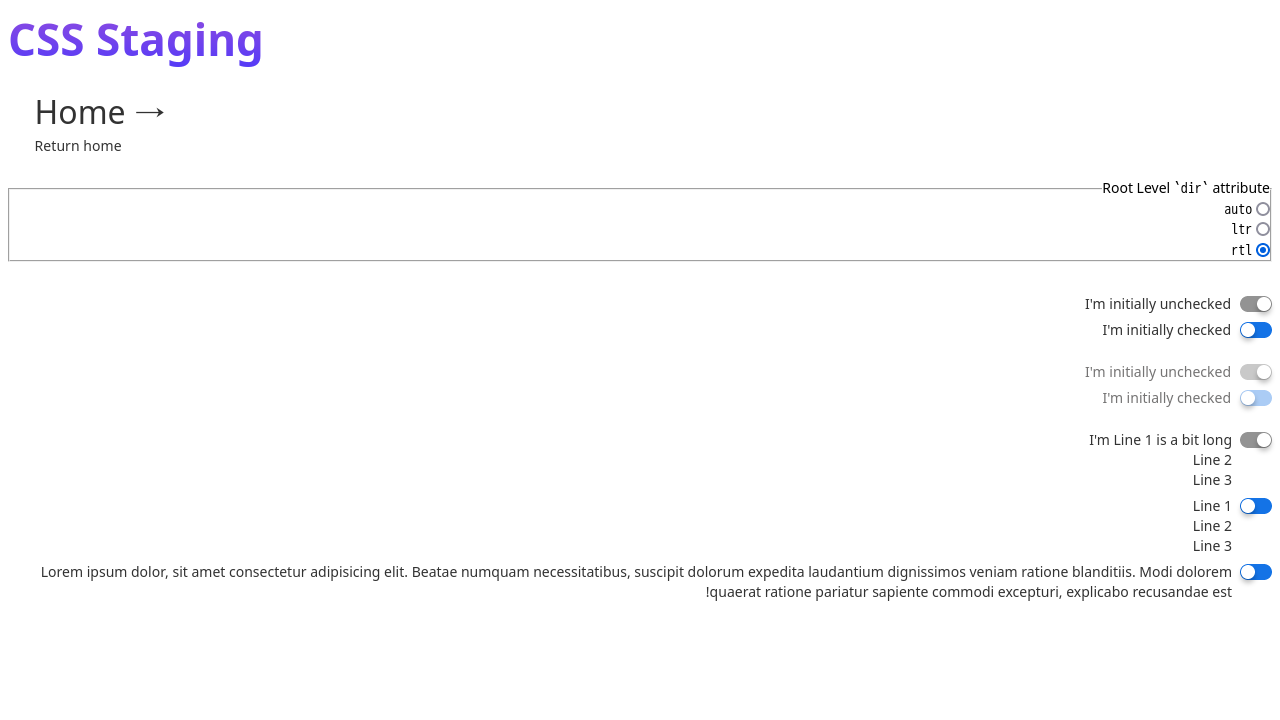 CSS Staging
Home →
Return home
Root Level `dir` attribute
auto
ltr
rtl
I'm initially unchecked
I'm initially checked
I'm initially unchecked
I'm initially checked
I'm Line 1 is a bit long
Line 2
Line 3
Line 1
Line 2
Line 3
Lorem ipsum dolor, sit amet consectetur adipisicing elit. Beatae numquam necessitatibus, suscipit dolorum expedita laudantium dignissimos veniam ratione blanditiis. Modi dolorem
!quaerat ratione pariatur sapiente commodi excepturi, explicabo recusandae est